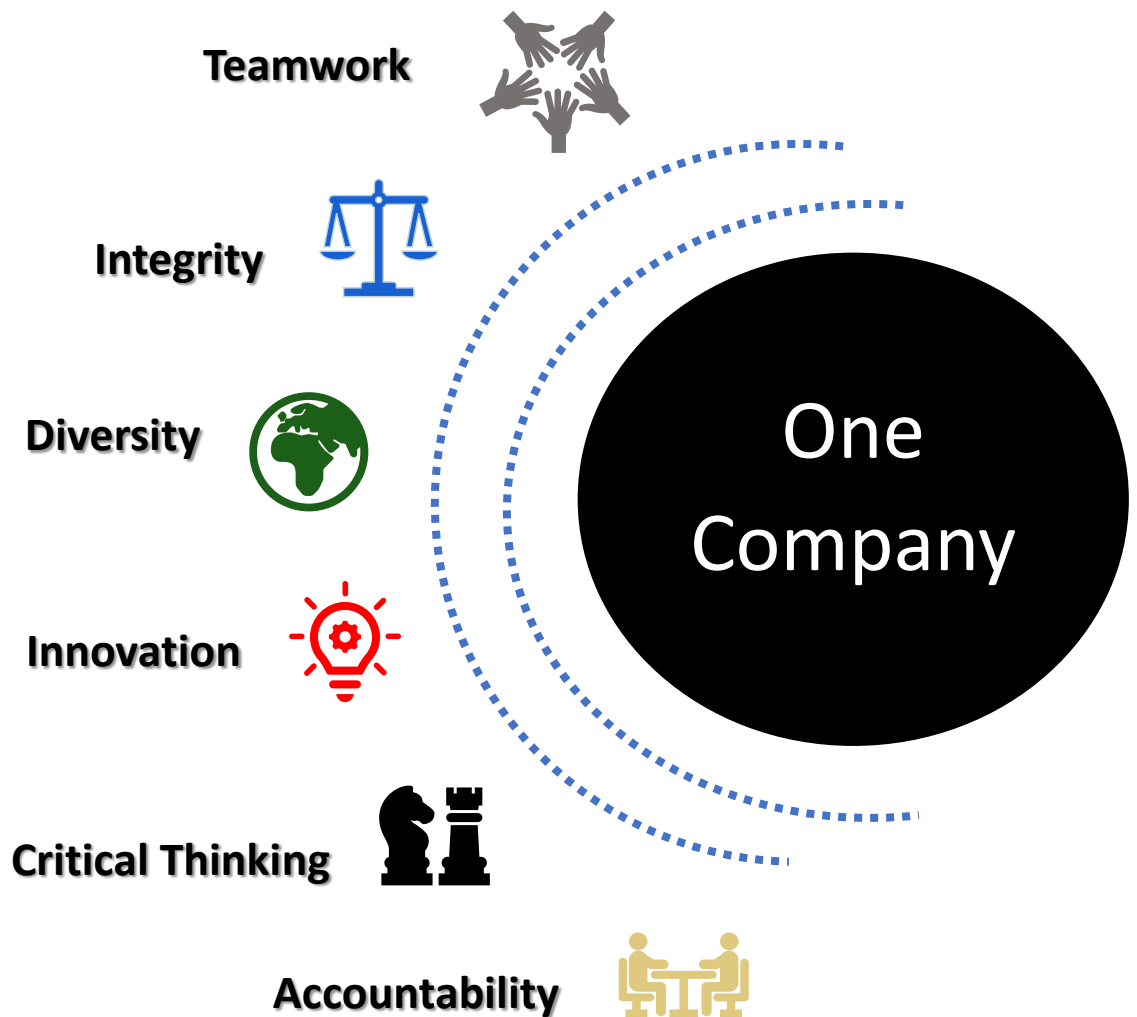 Teamwork
Integrity
Diversity
Innovation
Critical Thinking
Accountability
One
Company